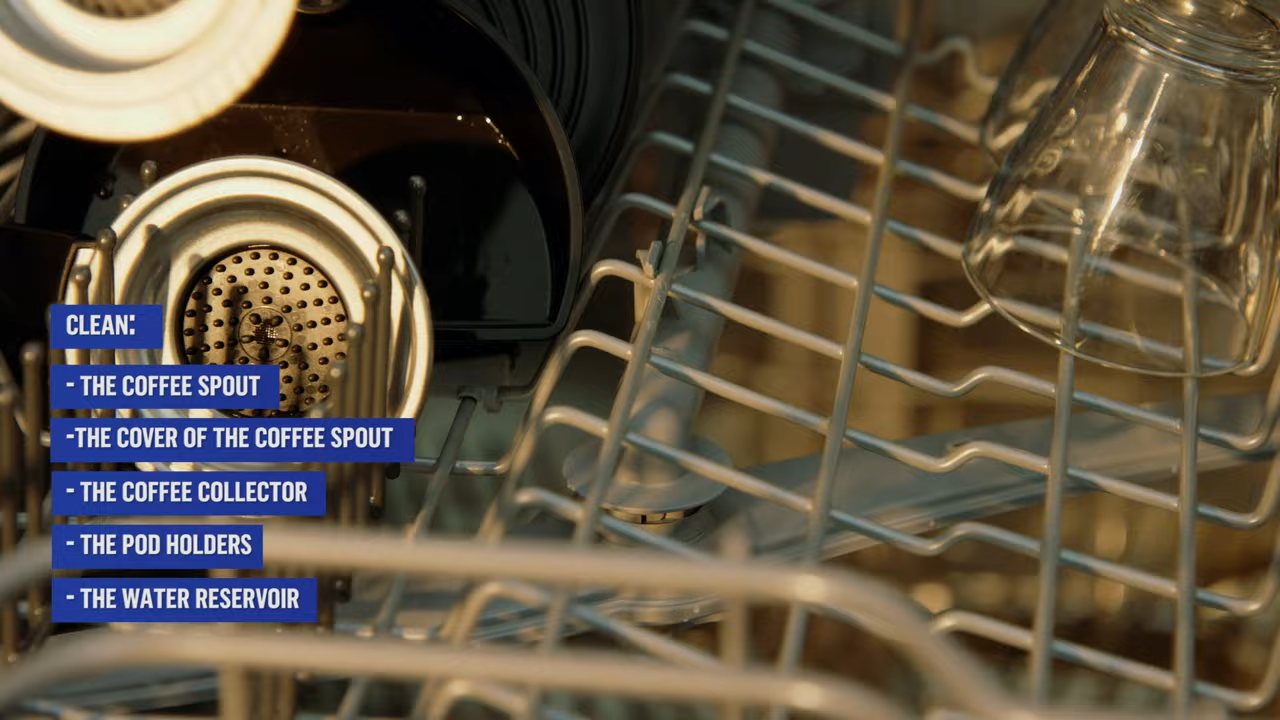 CLEAN:
- THE COFFEE SPOUT
-THE COVER OF THE COFFEE SPOUT
- THE COFFEE COLLECTOR
- THE POD HOLDERS
- THE WATER RESERVOIR